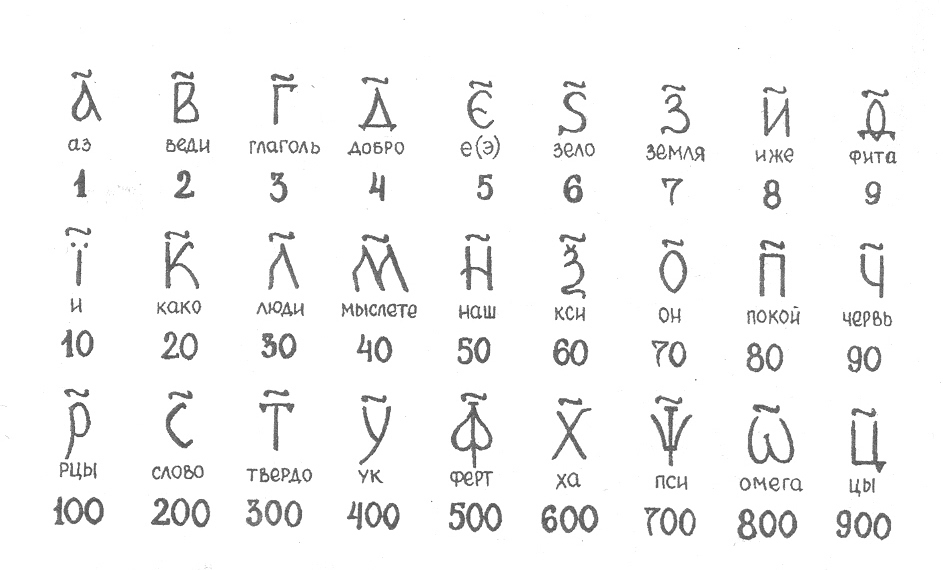 А҃ В҃ Г҃ Д҃ Є҃ Ѕ҃ З҃ И҃ Ѳ҃
аз веди глаголь добро е(э) зело земля иже фита
1 2 3 4 5 6 7 8 9
Ї҃ К҃ Л҃ М҃ Н҃ Ѯ҃ О҃ П҃ Ч҃
и како люди мыслете наш кси он покой червь
10 20 30 40 50 60 70 80 90
Р҃ С҃ Т҃ У҃ Ф҃ Х҃ Ѱ҃ Ѿ҃ Ц҃
рцы слово твердо ук ферт ха пси омега цы
100 200 300 400 500 600 700 800 900